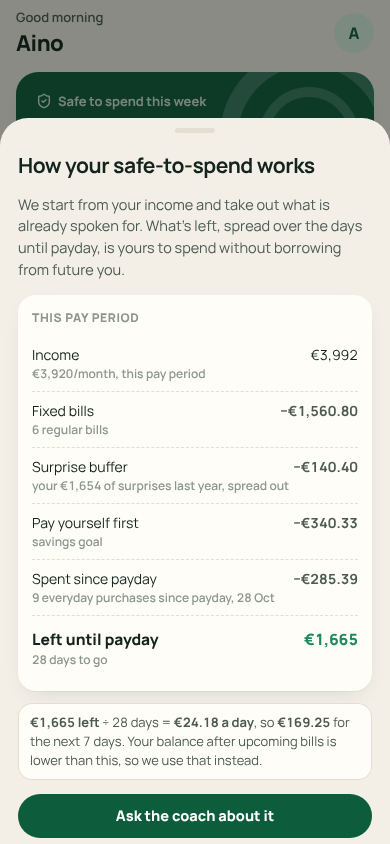 Good morning
Aino
A
Safe to spend this week
How your safe-to-spend works
We start from your income and take out what is
already spoken for. What's left, spread over the days
until payday, is yours to spend without borrowing
from future you.
THIS PAY PERIOD
Income €3,992
€3,920/month, this pay period
Fixed bills −€1,560.80
6 regular bills
Surprise buffer −€140.40
your €1,654 of surprises last year, spread out
Pay yourself first −€340.33
savings goal
Spent since payday −€285.39
9 everyday purchases since payday, 28 Oct
Left until payday €1,665
28 days to go
€1,665 left ÷ 28 days = €24.18 a day, so €169.25 for
the next 7 days. Your balance after upcoming bills is
lower than this, so we use that instead.
Ask the coach about it